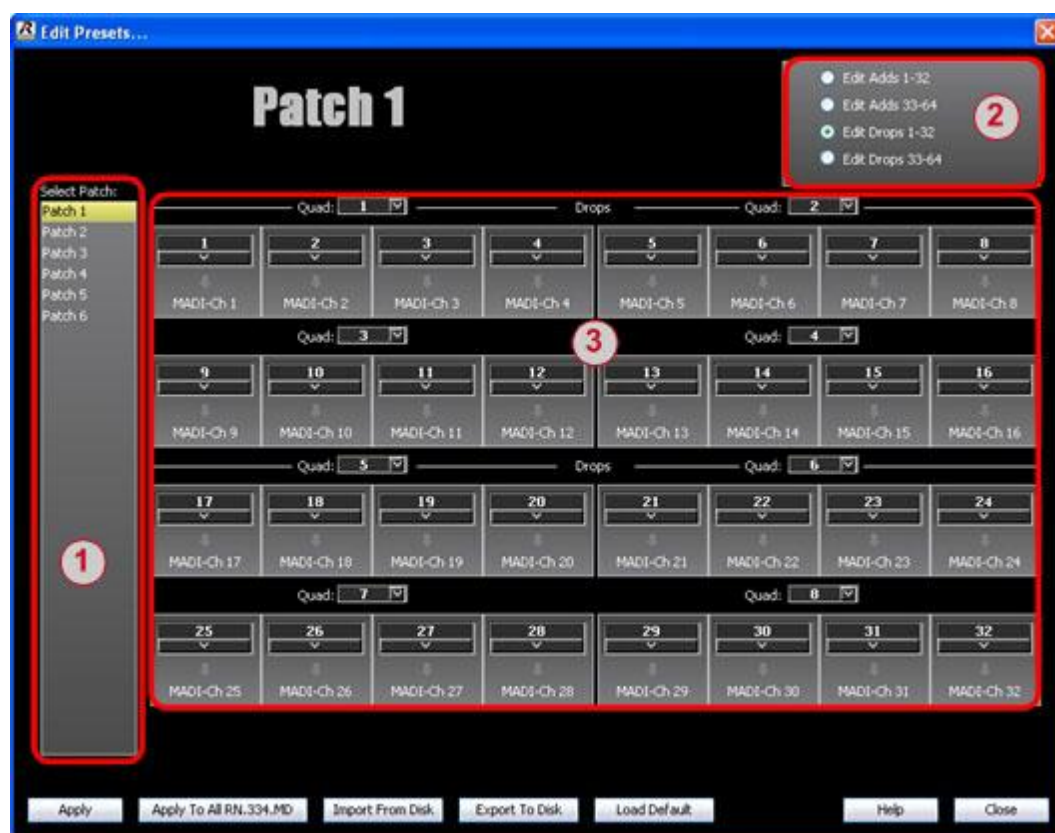 Edit Presets...
Patch 1
Edit Adds 1-32
Edit Adds 33-64
Edit Drops 1-32
Edit Drops 33-64
2
Select Patch:
Patch 1
Patch 2
Patch 3
Patch 4
Patch 5
Patch 6
1
Quad: 1 Drops Quad: 2
1 2 3 4 5 6 7 8
MADI-Ch 1 MADI-Ch 2 MADI-Ch 3 MADI-Ch 4 MADI-Ch 5 MADI-Ch 6 MADI-Ch 7 MADI-Ch 8
Quad: 3 3 Quad: 4
9 10 11 12 13 14 15 16
MADI-Ch 9 MADI-Ch 10 MADI-Ch 11 MADI-Ch 12 MADI-Ch 13 MADI-Ch 14 MADI-Ch 15 MADI-Ch 16
Quad: 5 Drops Quad: 6
17 18 19 20 21 22 23 24
MADI-Ch 17 MADI-Ch 18 MADI-Ch 19 MADI-Ch 20 MADI-Ch 21 MADI-Ch 22 MADI-Ch 23 MADI-Ch 24
Quad: 7 Quad: 8
25 26 27 28 29 30 31 32
MADI-Ch 25 MADI-Ch 26 MADI-Ch 27 MADI-Ch 28 MADI-Ch 29 MADI-Ch 30 MADI-Ch 31 MADI-Ch 32
Apply Apply To All RN.334.MD Import From Disk Export To Disk Load Default Help Close